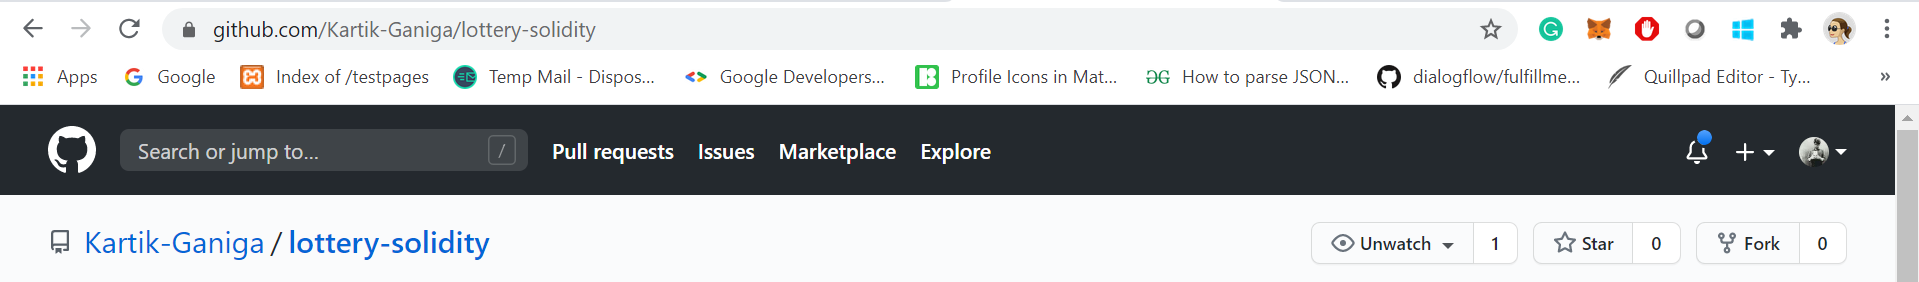 github.com/Kartik-Ganiga/lottery-solidity
Apps Google Index of /testpages Temp Mail - Dispos... Google Developers... Profile Icons in Mat... How to parse JSON... dialogflow/fulfillme... Quillpad Editor - Ty... »
Search or jump to... / Pull requests Issues Marketplace Explore
Kartik-Ganiga / lottery-solidity Unwatch 1 Star 0 Fork 0